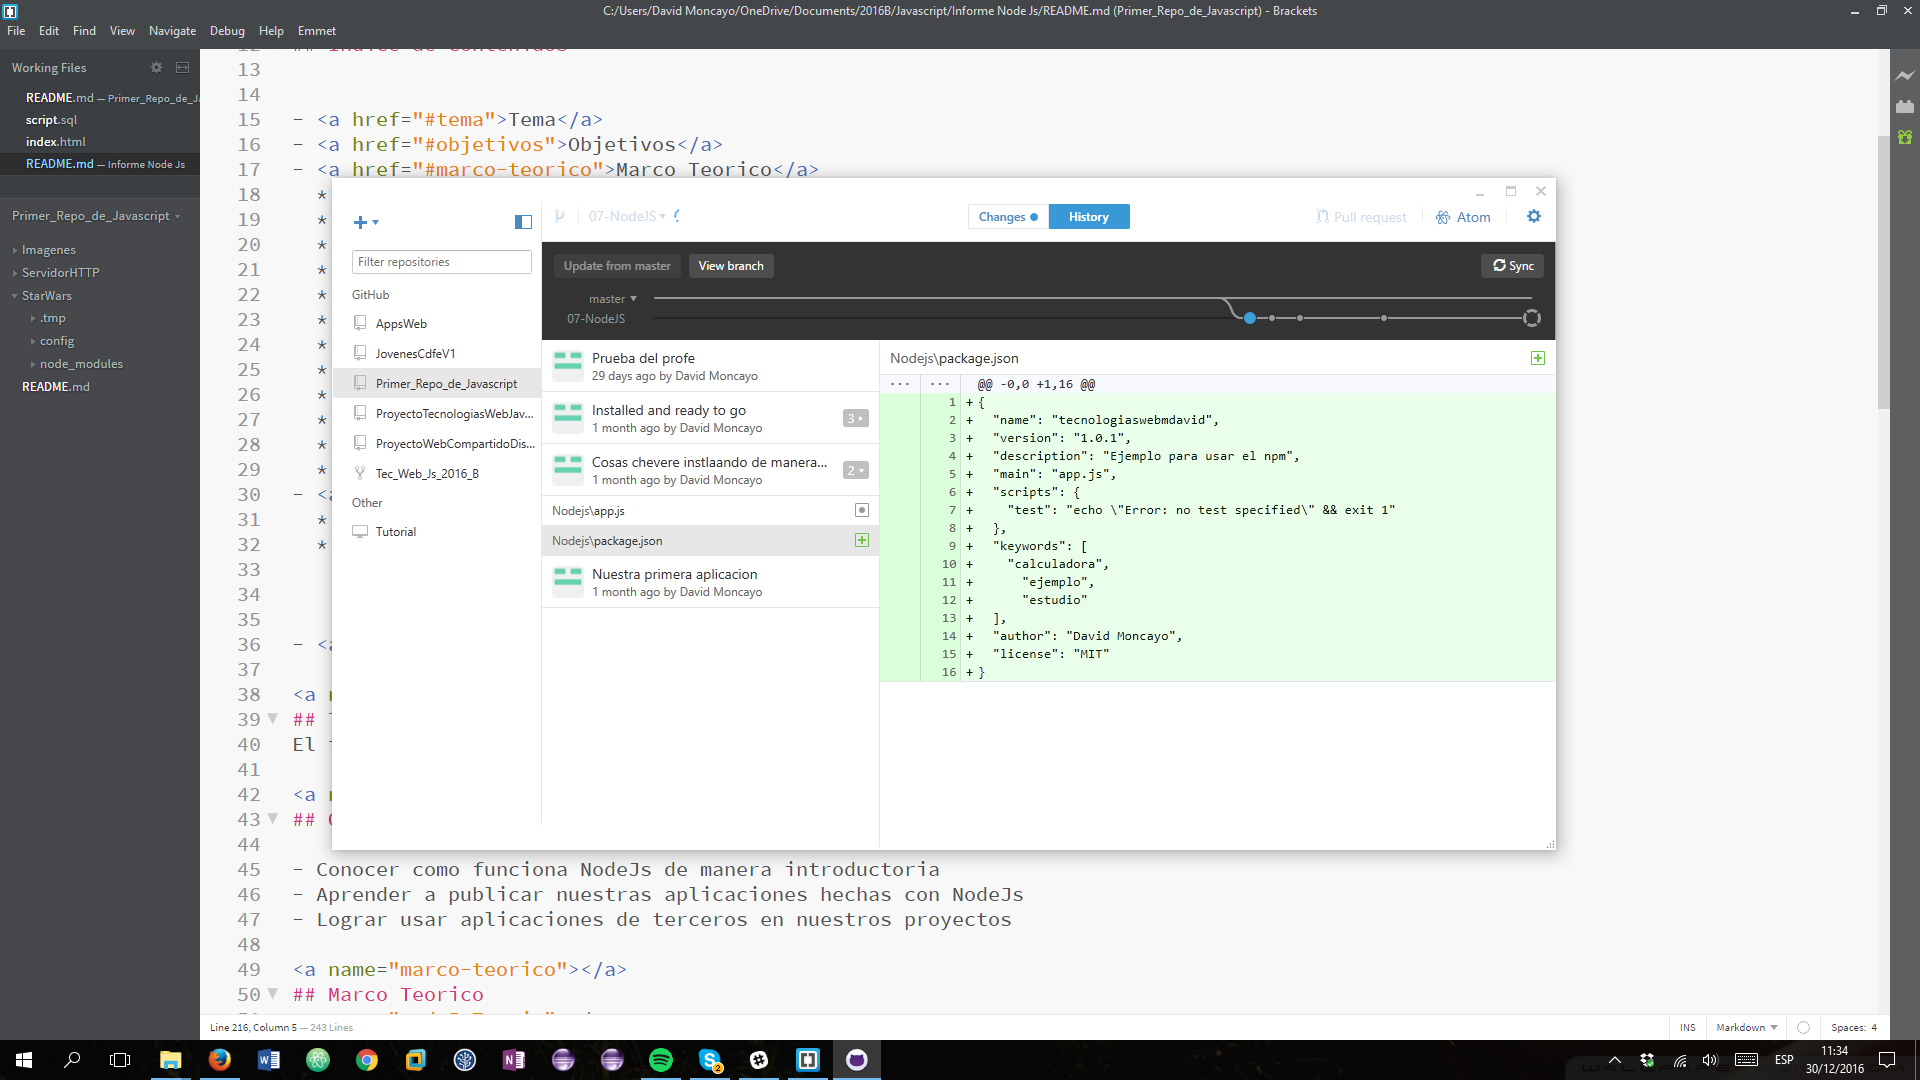 C:/Users/David Moncayo/OneDrive/Documents/2016B/Javascript/Informe Node Js/README.md (Primer_Repo_de_Javascript) - Brackets
File Edit Find View Navigate Debug Help Emmet
Working Files
README.md — Primer_Repo_de_J
script.sql
index.html
README.md — Informe Node Js
Primer_Repo_de_Javascript
Imagenes
ServidorHTTP
StarWars
.tmp
config
node_modules
README.md
13
14
15 - <a href="#tema">Tema</a>
16 - <a href="#objetivos">Objetivos</a>
17 - <a href="#marco-teorico">Marco Teorico</a>
18 *
19 *
20 *
21 *
22 *
23 *
24 *
25 *
26 *
27 *
28 *
29 *
30 - <a
31 *
32 *
33
34
35
36 - <a
37
38 <a
39 ##
40 El
41
42 <a
43 ##
44
45 - Conocer como funciona NodeJs de manera introductoria
46 - Aprender a publicar nuestras aplicaciones hechas con NodeJs
47 - Lograr usar aplicaciones de terceros en nuestros proyectos
48
49 <a name="marco-teorico"></a>
50 ## Marco Teorico
Filter repositories
GitHub
AppsWeb
JovenesCdfeV1
Primer_Repo_de_Javascript
ProyectoTecnologiasWebJav...
ProyectoWebCompartidoDis...
Tec_Web_Js_2016_B
Other
Tutorial
07-NodeJS
Changes History
Pull request Atom
Update from master View branch Sync
master
07-NodeJS
Prueba del profe
29 days ago by David Moncayo
Installed and ready to go
1 month ago by David Moncayo
3
Cosas chevere instlaando de manera...
1 month ago by David Moncayo
2
Nodejs\app.js
Nodejs\package.json
Nuestra primera aplicacion
1 month ago by David Moncayo
Nodejs\package.json
... ... @@ -0,0 +1,16 @@
1 + {
2 + "name": "tecnologiaswebmdavid",
3 + "version": "1.0.1",
4 + "description": "Ejemplo para usar el npm",
5 + "main": "app.js",
6 + "scripts": {
7 + "test": "echo \"Error: no test specified\" && exit 1"
8 + },
9 + "keywords": [
10 + "calculadora",
11 + "ejemplo",
12 + "estudio"
13 + ],
14 + "author": "David Moncayo",
15 + "license": "MIT"
16 + }
Line 216, Column 5 — 243 Lines
INS Markdown Spaces: 4
2
ESP
11:34
30/12/2016